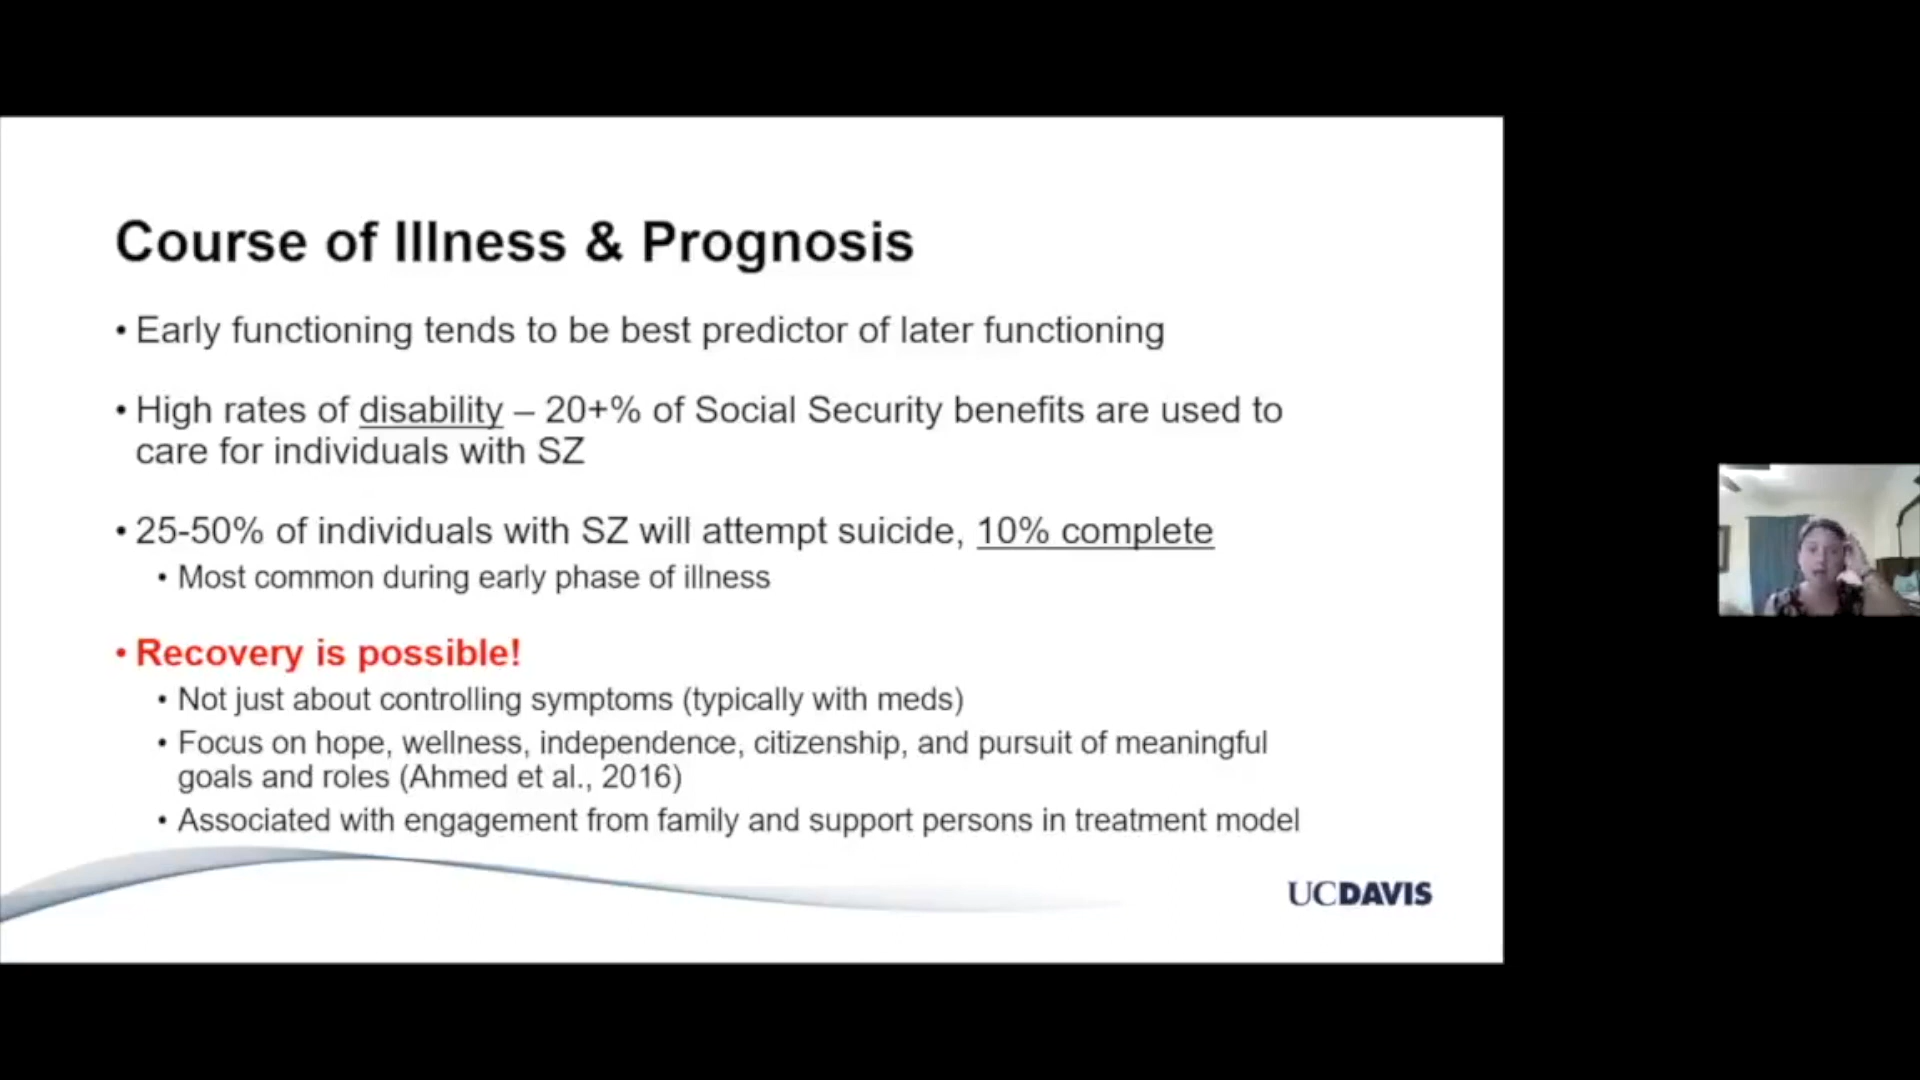 Course of Illness & Prognosis
• Early functioning tends to be best predictor of later functioning
• High rates of disability – 20+% of Social Security benefits are used to
care for individuals with SZ
• 25-50% of individuals with SZ will attempt suicide, 10% complete
• Most common during early phase of illness
• Recovery is possible!
• Not just about controlling symptoms (typically with meds)
• Focus on hope, wellness, independence, citizenship, and pursuit of meaningful
goals and roles (Ahmed et al., 2016)
• Associated with engagement from family and support persons in treatment model
UCDAVIS